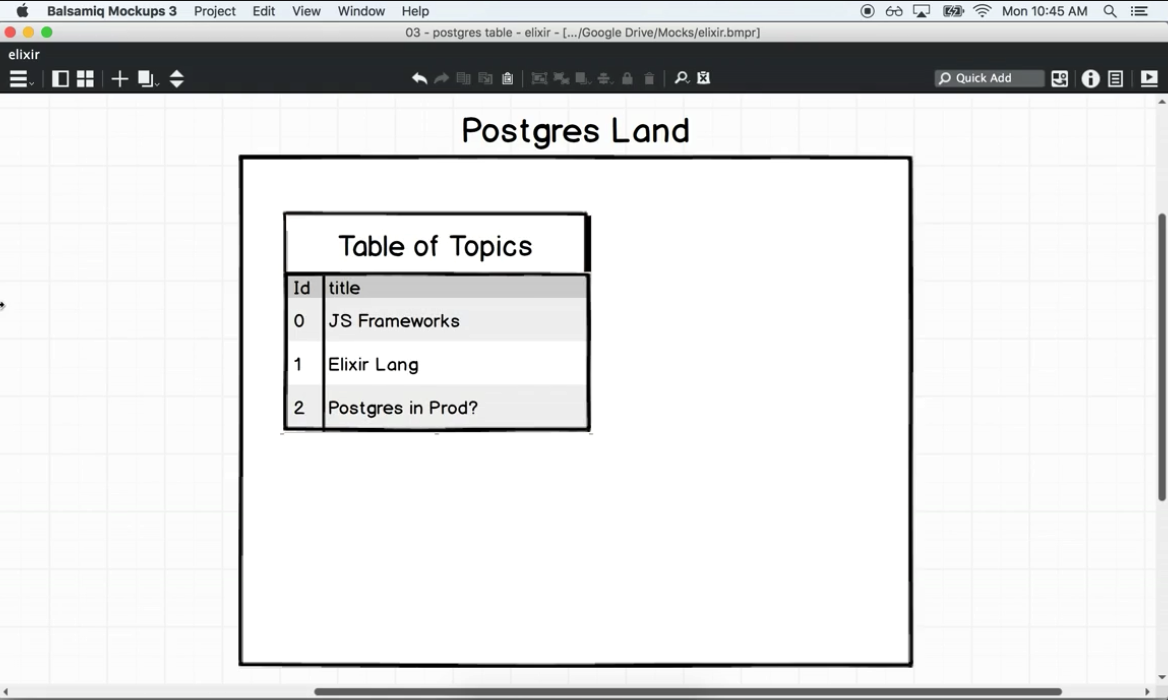 Balsamiq Mockups 3 Project Edit View Window Help Mon 10:45 AM
03 - postgres table - elixir - [.../Google Drive/Mocks/elixir.bmpr]
elixir
Quick Add
Postgres Land
Table of Topics
Id title
0 JS Frameworks
1 Elixir Lang
2 Postgres in Prod?